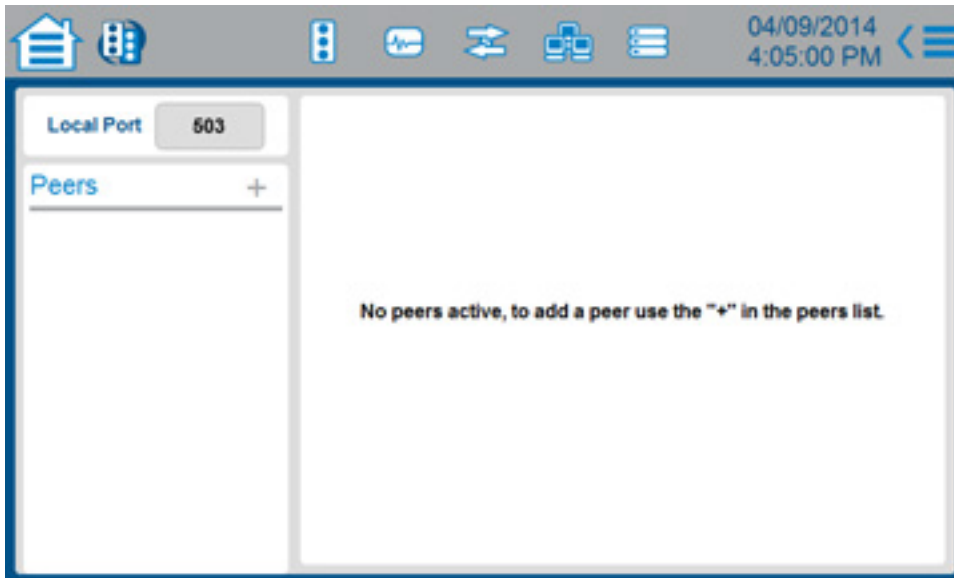 04/09/2014
4:05:00 PM
Local Port 503
Peers +
No peers active, to add a peer use the "+" in the peers list.